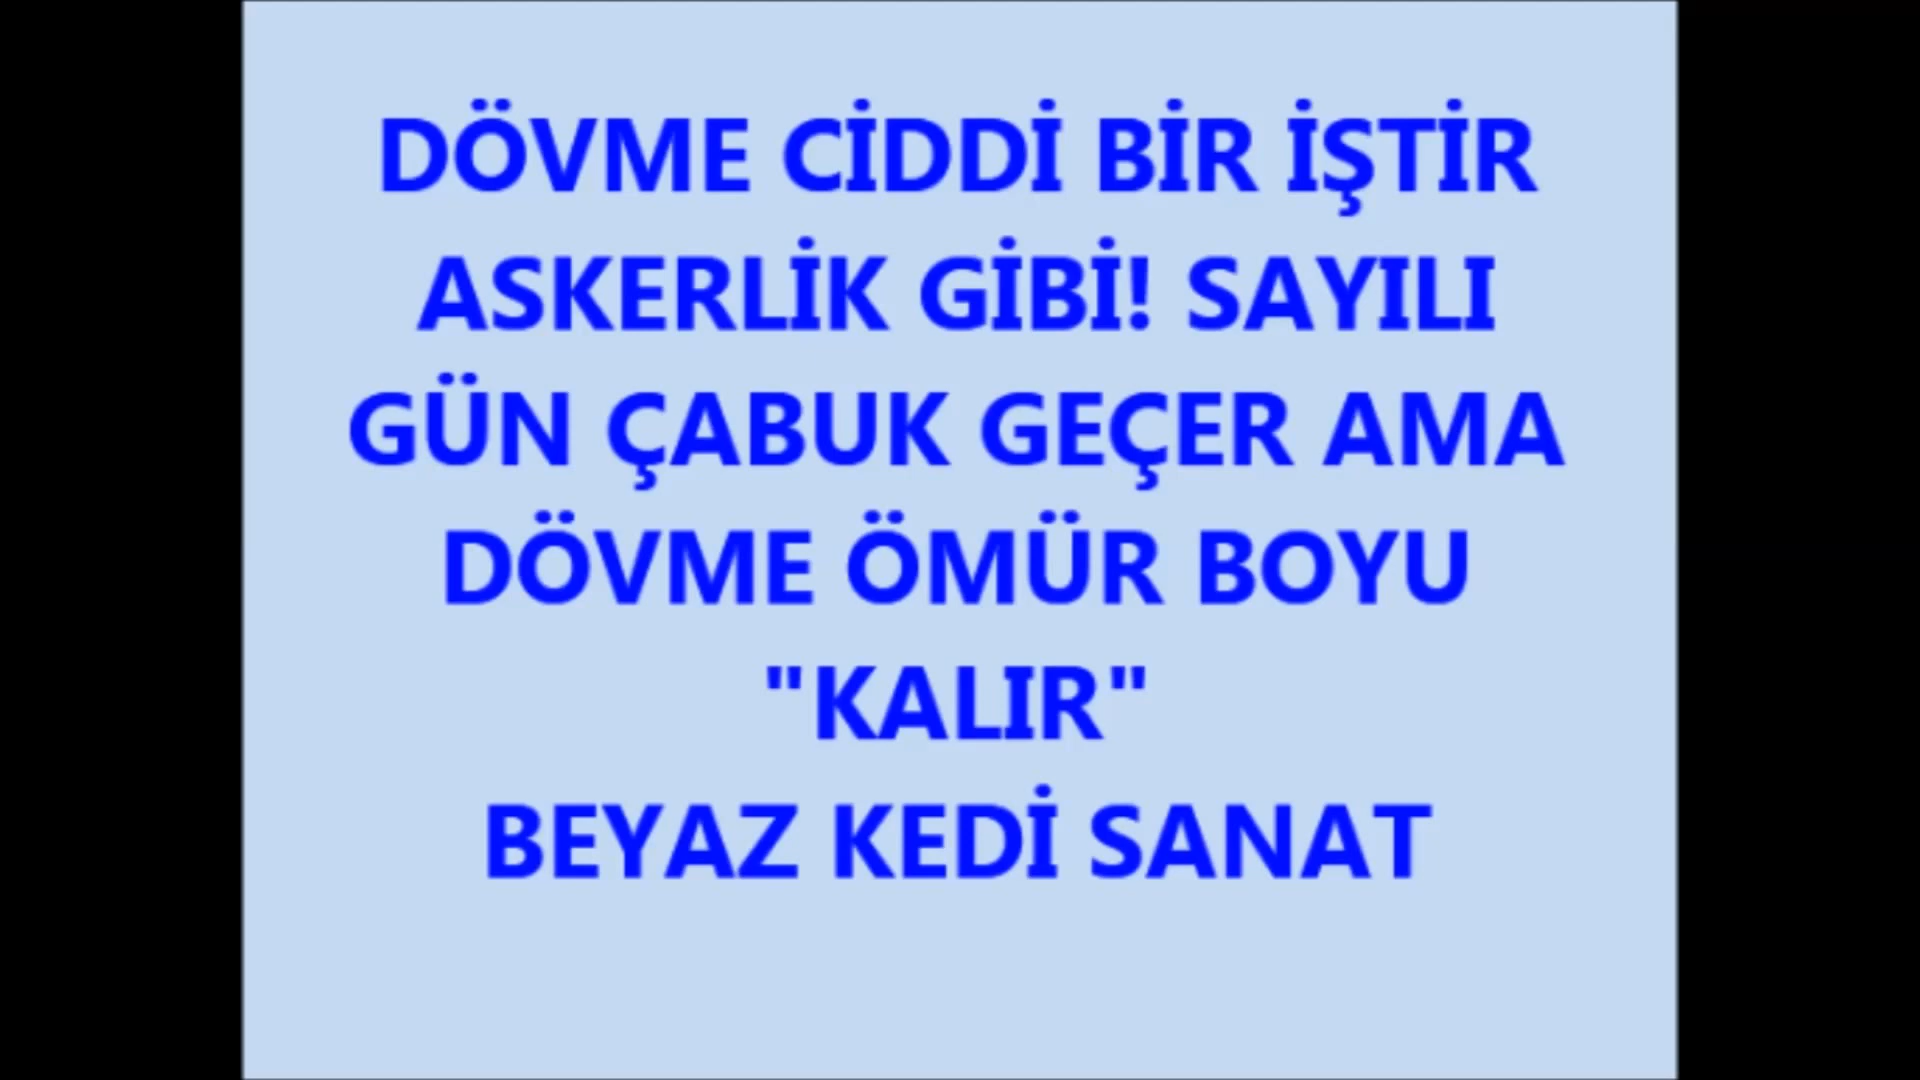 DÖVME CİDDİ BİR İŞTİR
ASKERLİK GİBİ! SAYILI
GÜN ÇABUK GEÇER AMA
DÖVME ÖMÜR BOYU
"KALIR"
BEYAZ KEDİ SANAT